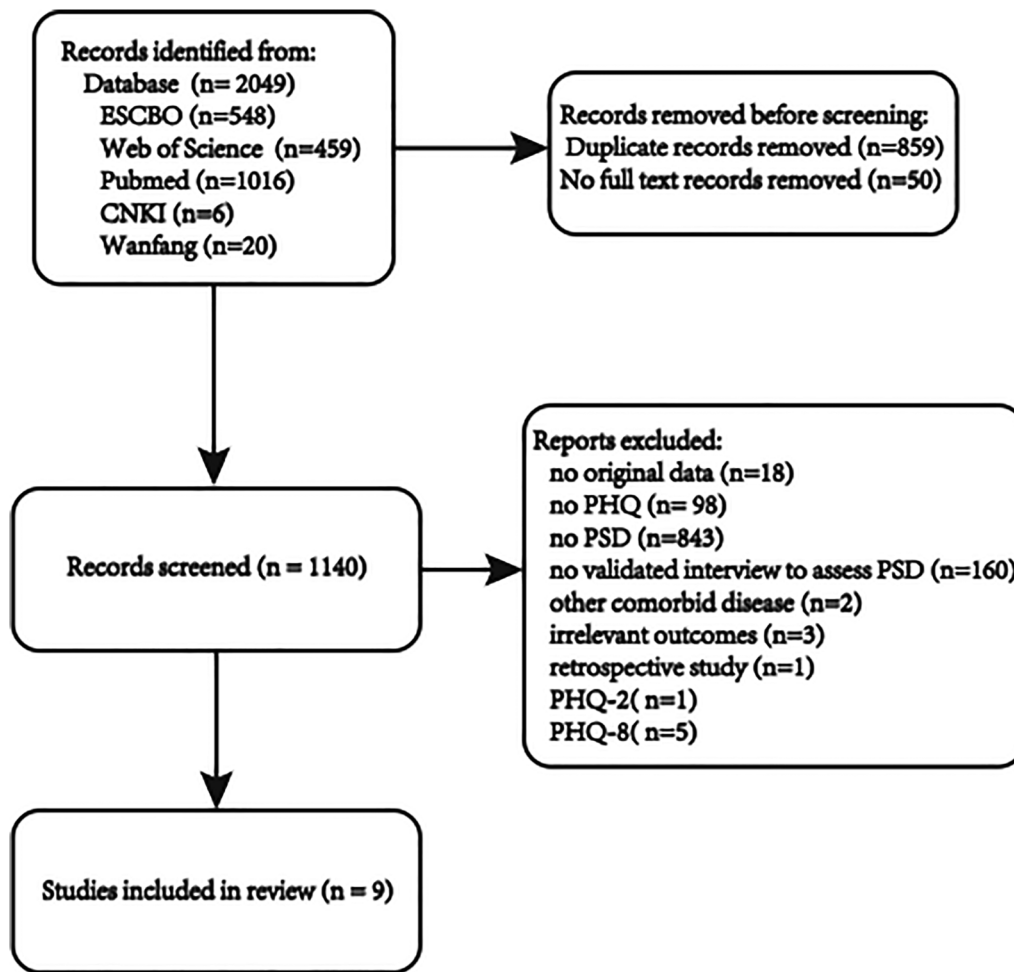 Records identified from:
Database (n= 2049)
ESCBO (n=548)
Web of Science (n=459)
Pubmed (n=1016)
CNKI (n=6)
Wanfang (n=20)
Records removed before screening:
Duplicate records removed (n=859)
No full text records removed (n=50)
Records screened (n = 1140)
Reports excluded:
no original data (n=18)
no PHQ (n= 98)
no PSD (n=843)
no validated interview to assess PSD (n=160)
other comorbid disease (n=2)
irrelevant outcomes (n=3)
retrospective study (n=1)
PHQ-2( n=1)
PHQ-8( n=5)
Studies included in review (n = 9)